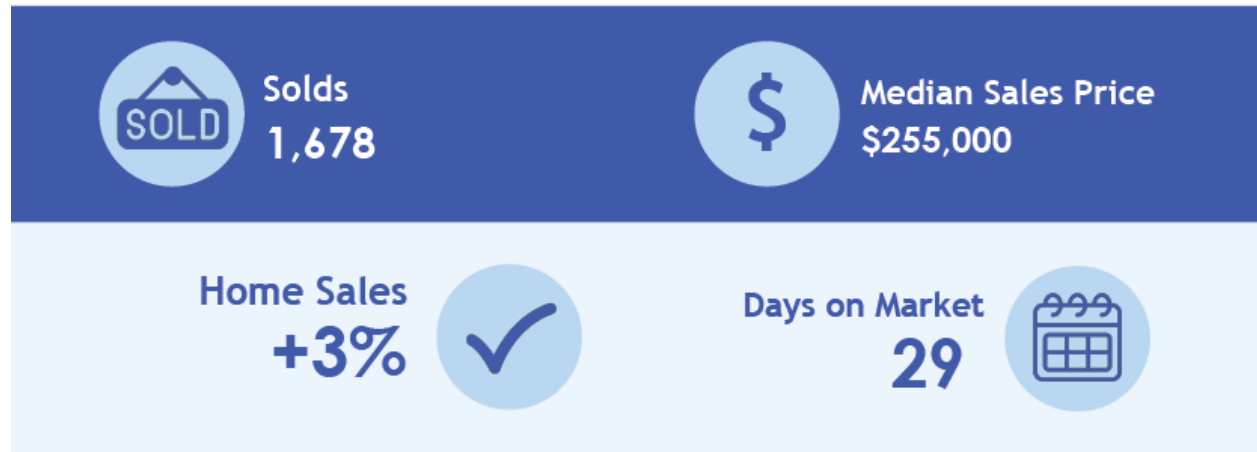 SOLD
Solds
1,678
Median Sales Price
$255,000
Home Sales
+3%
Days on Market
29